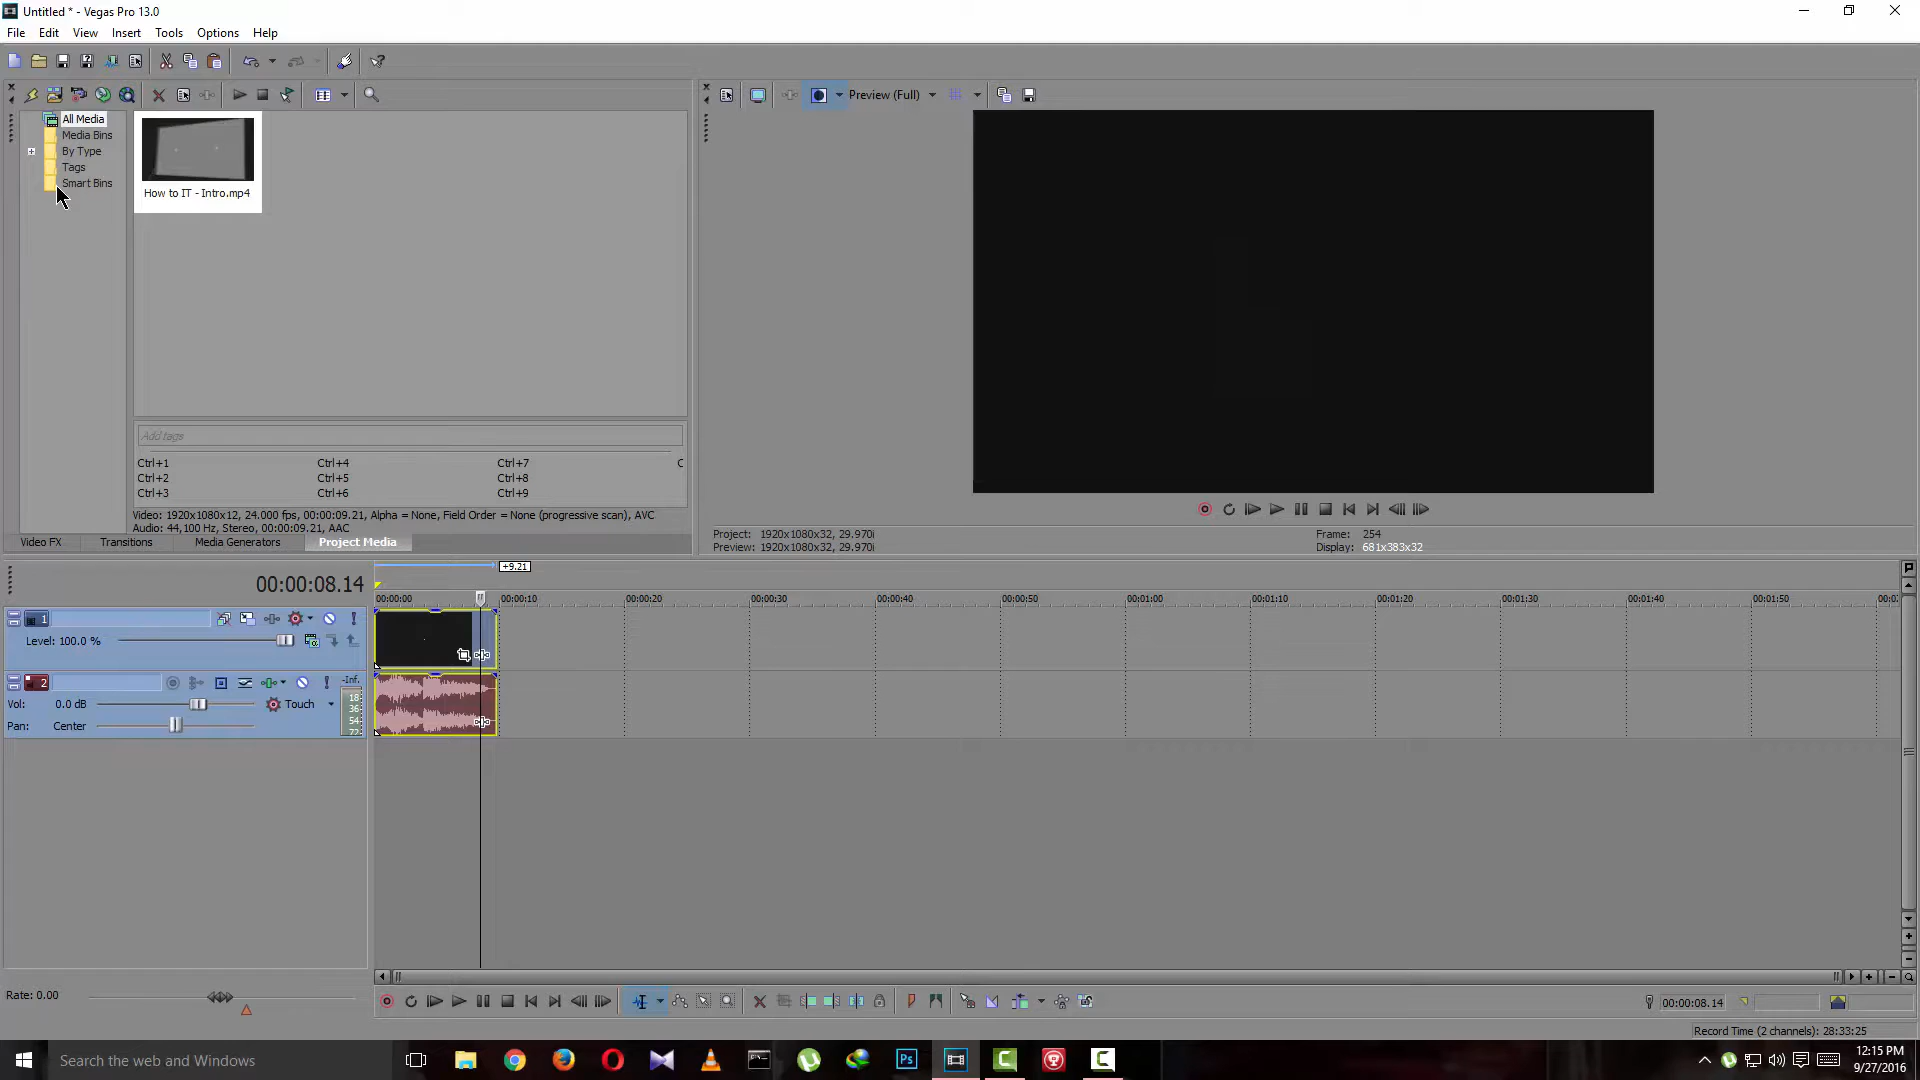 Untitled * - Vegas Pro 13.0
File Edit View Insert Tools Options Help
Preview (Full)
All Media
Media Bins
By Type
Tags
Smart Bins
How to IT - Intro.mp4
Add tags
Ctrl+1 Ctrl+4 Ctrl+7 C
Ctrl+2 Ctrl+5 Ctrl+8
Ctrl+3 Ctrl+6 Ctrl+9
Video: 1920x1080x12, 24.000 fps, 00:00:09.21, Alpha = None, Field Order = None (progressive scan), AVC
Audio: 44,100 Hz, Stereo, 00:00:09.21, AAC
Video FX Transitions Media Generators Project Media
Project: 1920x1080x32, 29.970i
Preview: 1920x1080x32, 29.970i
Frame: 254
Display: 681x383x32
+9.21
00:00:08.14
00:00:00 00:00:10 00:00:20 00:00:30 00:00:40 00:00:50 00:01:00 00:01:10 00:01:20 00:01:30 00:01:40 00:01:50 00:0
1
Level: 100.0 %
2
-Inf.
18
36
54
72
Vol: 0.0 dB Touch
Pan: Center
Rate: 0.00
00:00:08.14
Record Time (2 channels): 28:33:25
Search the web and Windows
Ps
12:15 PM
9/27/2016